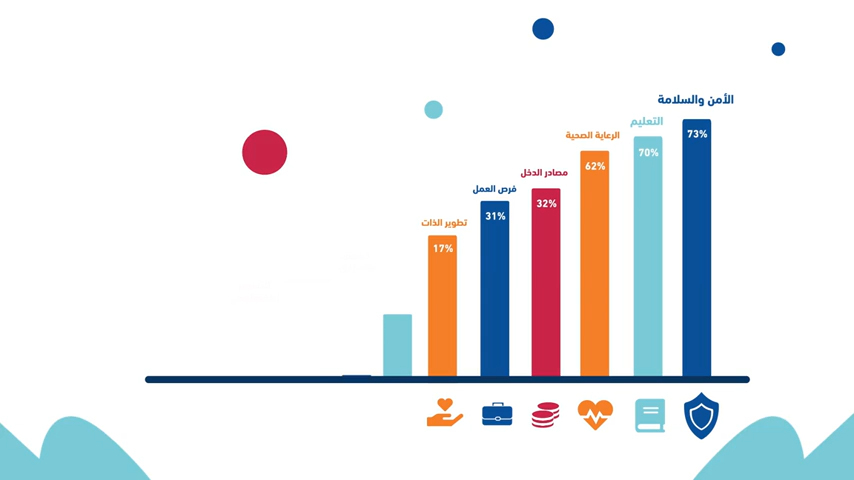 الأمن والسلامة
73%
التعليم
70%
الرعاية الصحية
62%
مصادر الدخل
32%
فرص العمل
31%
تطوير الذات
17%